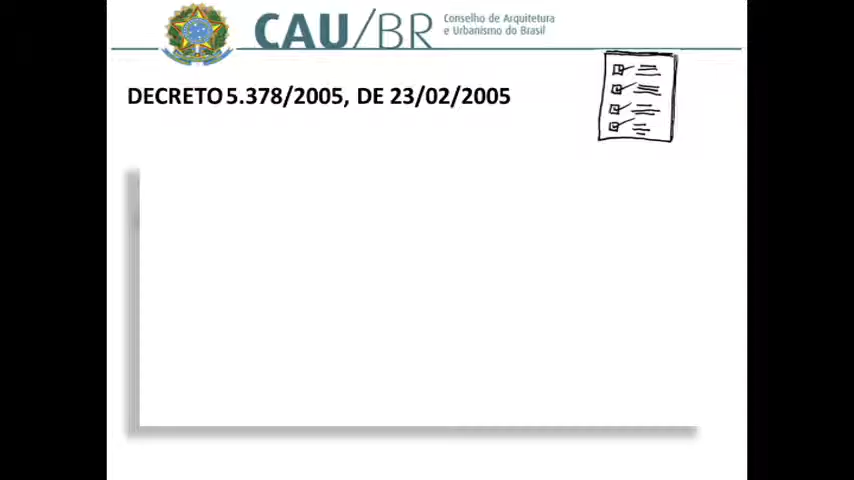 CAU/BR
Conselho de Arquitetura
e Urbanismo do Brasil
DECRETO 5.378/2005, DE 23/02/2005